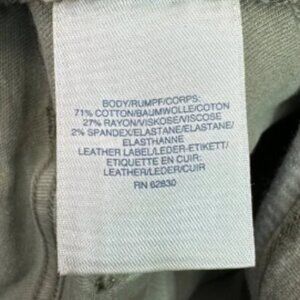 BODY/RUMPF/CORPS:
71% COTTON/BAUMWOLLE/COTON
27% RAYON/VISKOSE/VISCOSE
2% SPANDEX/ELASTANE/ELASTANE/
ELASTHANNE
LEATHER LABEL/LEDER-ETIKETT/
ETIQUETTE EN CUIR:
LEATHER/LEDER/CUIR
RN 62830